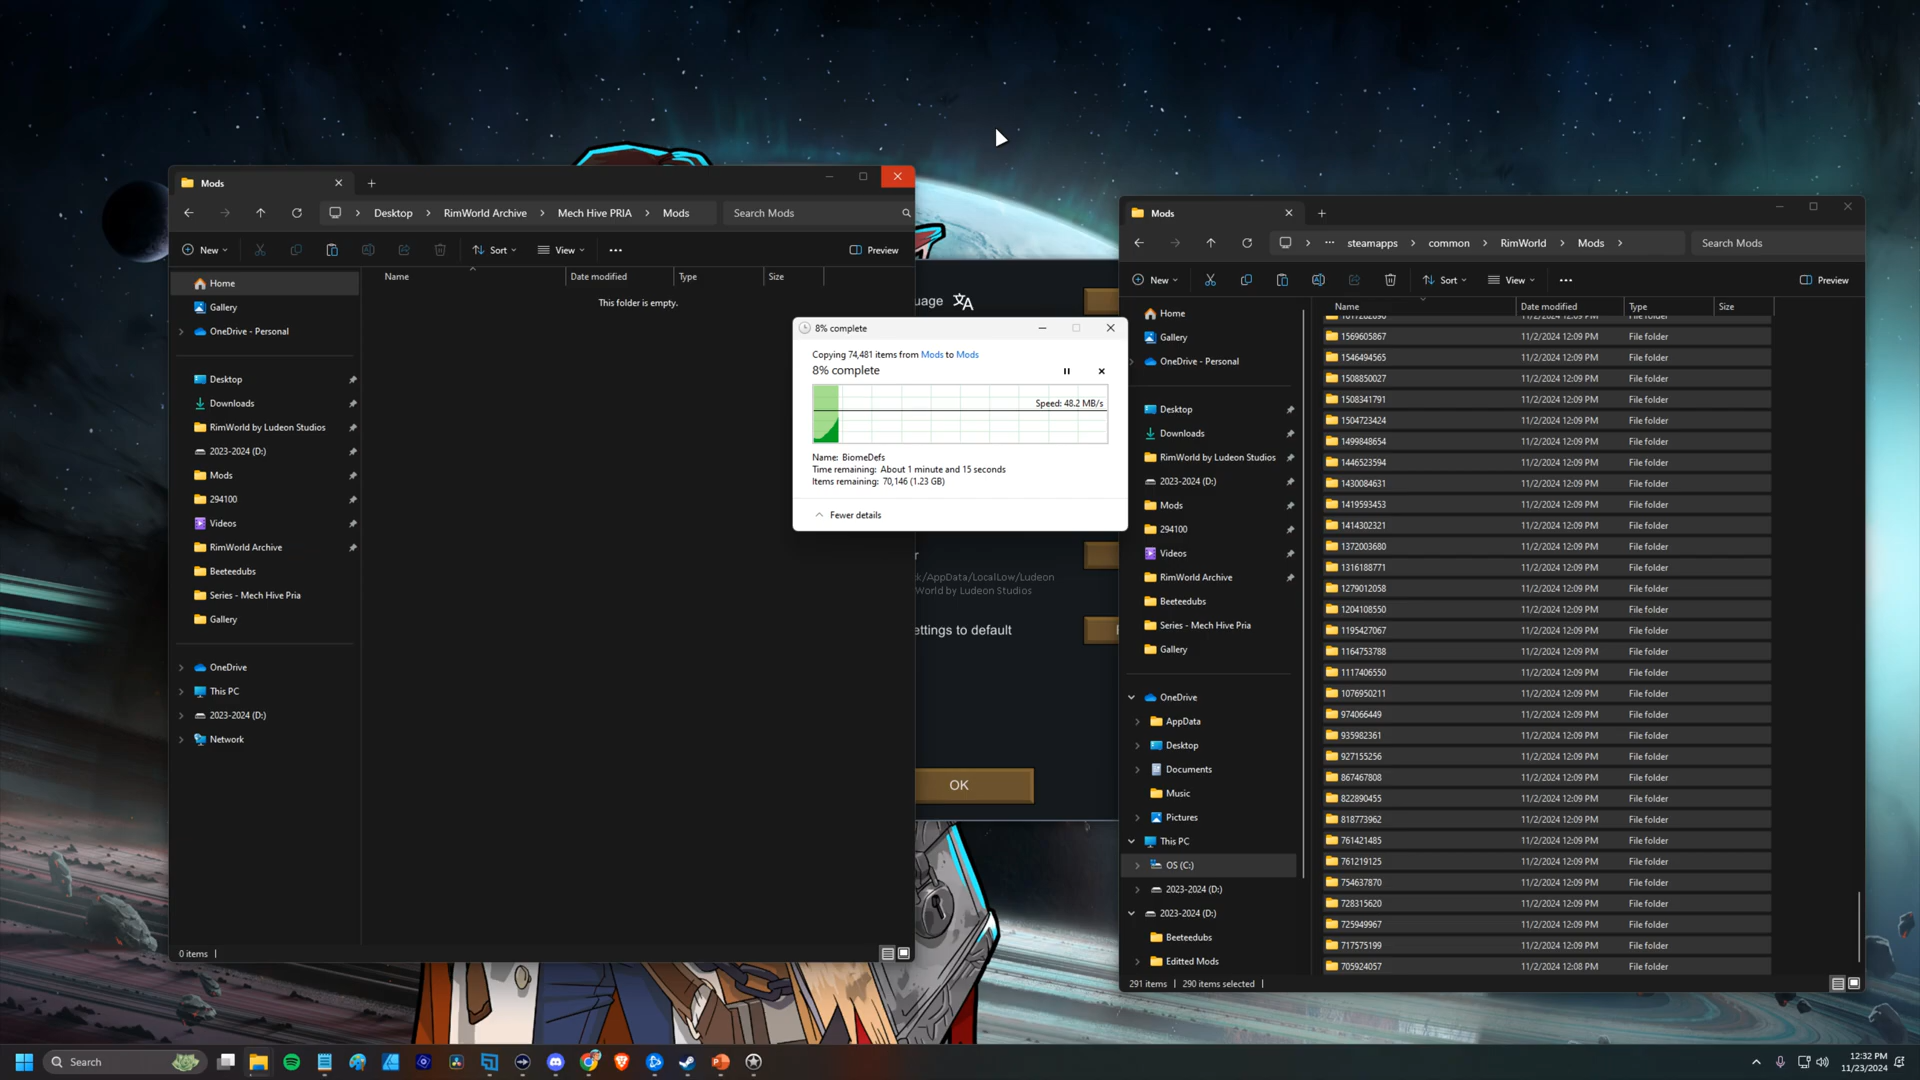 Mods
Desktop
RimWorld Archive
Mech Hive PRIA
Mods
Search Mods
New
Sort
View
Preview
Home
Gallery
OneDrive - Personal
Desktop
Downloads
RimWorld by Ludeon Studios
2023-2024 (D:)
Mods
294100
Videos
RimWorld Archive
Beeteedubs
Series - Mech Hive Pria
Gallery
OneDrive
This PC
2023-2024 (D:)
Network
Name
Date modified
Type
Size
This folder is empty.
0 items
uage
k/AppData/LocalLow/Ludeon
World by Ludeon Studios
ettings to default
OK
8% complete
Copying 74,481 items from Mods to Mods
8% complete
Speed: 48.2 MB/s
Name: BiomeDefs
Time remaining: About 1 minute and 15 seconds
Items remaining: 70,146 (1.23 GB)
Fewer details
Mods
steamapps
common
RimWorld
Mods
Search Mods
New
Sort
View
Preview
Home
Gallery
OneDrive - Personal
Desktop
Downloads
RimWorld by Ludeon Studios
2023-2024 (D:)
Mods
294100
Videos
RimWorld Archive
Beeteedubs
Series - Mech Hive Pria
Gallery
OneDrive
AppData
Desktop
Documents
Music
Pictures
This PC
OS (C:)
2023-2024 (D:)
2023-2024 (D:)
Beeteedubs
Editted Mods
Name Date modified Type Size
1569605867 11/2/2024 12:09 PM File folder
1546494565 11/2/2024 12:09 PM File folder
1508850027 11/2/2024 12:09 PM File folder
1508341791 11/2/2024 12:09 PM File folder
1504723424 11/2/2024 12:09 PM File folder
1499848654 11/2/2024 12:09 PM File folder
1446523594 11/2/2024 12:09 PM File folder
1430084631 11/2/2024 12:09 PM File folder
1419593453 11/2/2024 12:09 PM File folder
1414302321 11/2/2024 12:09 PM File folder
1372003680 11/2/2024 12:09 PM File folder
1316188771 11/2/2024 12:09 PM File folder
1279012058 11/2/2024 12:09 PM File folder
1204108550 11/2/2024 12:09 PM File folder
1195427067 11/2/2024 12:09 PM File folder
1164753788 11/2/2024 12:09 PM File folder
1117406550 11/2/2024 12:09 PM File folder
1076950211 11/2/2024 12:09 PM File folder
974066449 11/2/2024 12:09 PM File folder
935982361 11/2/2024 12:09 PM File folder
927155256 11/2/2024 12:09 PM File folder
867467808 11/2/2024 12:09 PM File folder
822890455 11/2/2024 12:09 PM File folder
818773962 11/2/2024 12:09 PM File folder
761421485 11/2/2024 12:09 PM File folder
761219125 11/2/2024 12:09 PM File folder
754637870 11/2/2024 12:09 PM File folder
728315620 11/2/2024 12:09 PM File folder
725949967 11/2/2024 12:09 PM File folder
717575199 11/2/2024 12:09 PM File folder
705924057 11/2/2024 12:08 PM File folder
291 items 290 items selected
Search
12:32 PM
11/23/2024